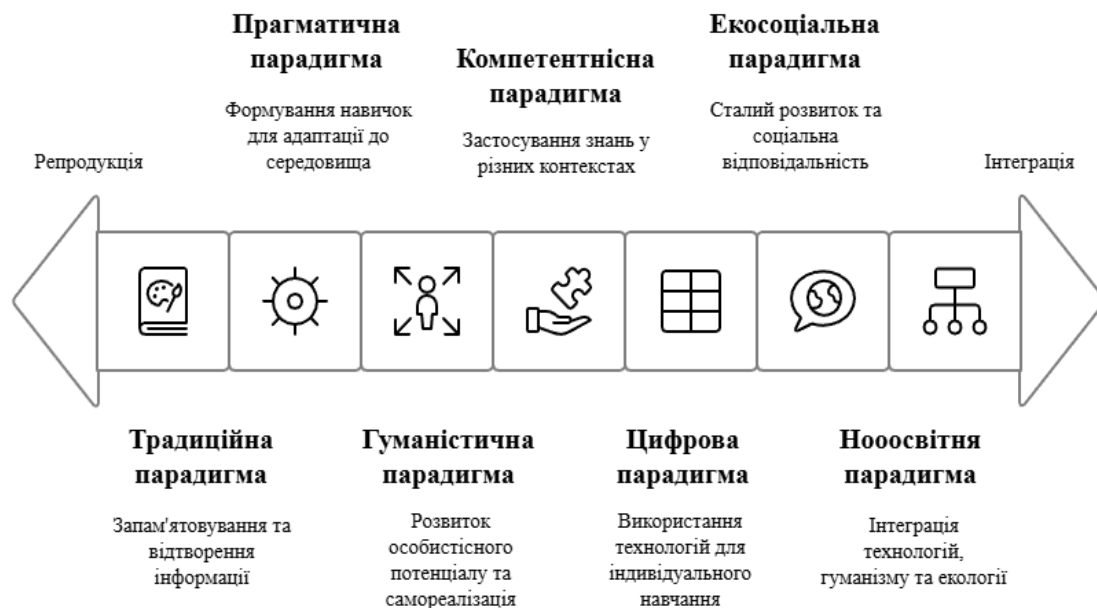 Прагматична
парадигма
Формування навичок
для адаптації до
середовища
Компетентнісна
парадигма
Застосування знань у
різних контекстах
Екосоціальна
парадигма
Сталий розвиток та
соціальна
відповідальність
Репродукція
Інтеграція
Традиційна
парадигма
Запам'ятовування та
відтворення
інформації
Гуманістична
парадигма
Розвиток
особистісного
потенціалу та
самореалізація
Цифрова
парадигма
Використання
технологій для
індивідуального
навчання
Нооосвітня
парадигма
Інтеграція
технологій,
гуманізму та екології